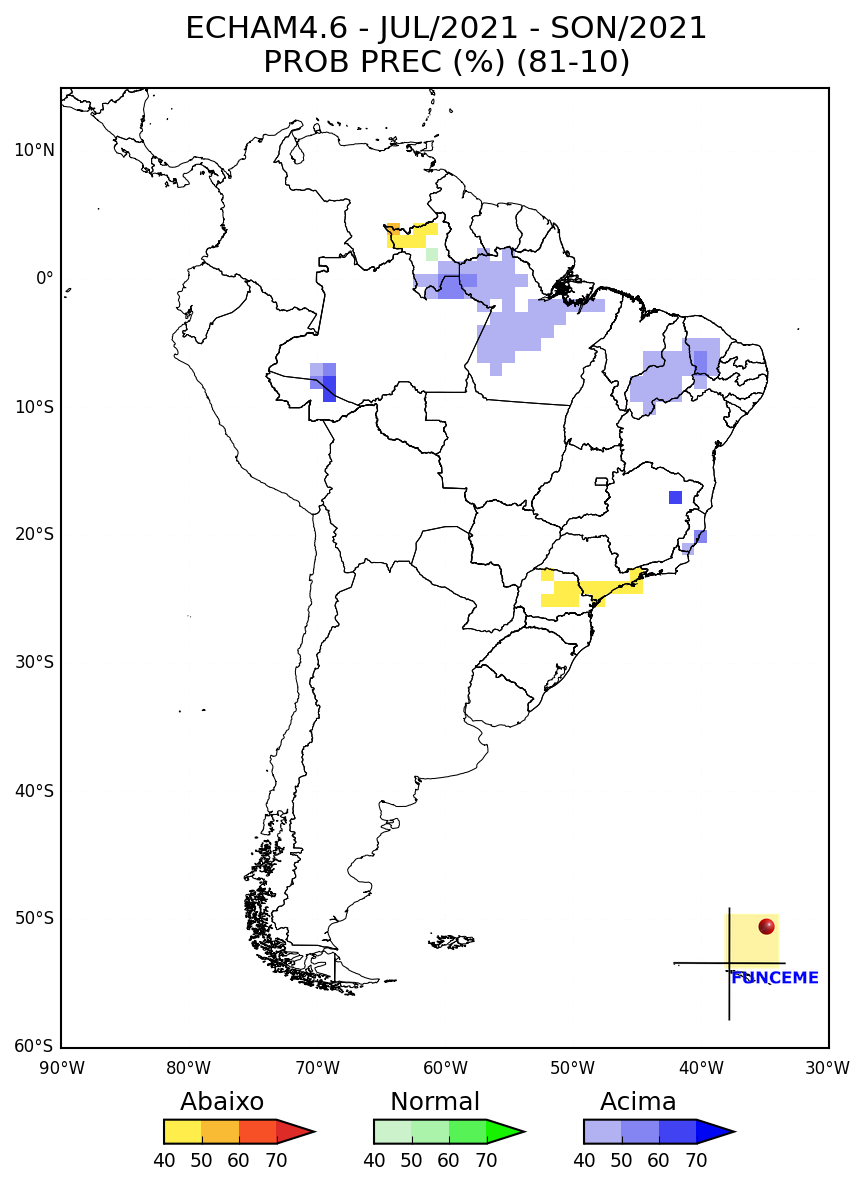 ECHAM4.6 - JUL/2021 - SON/2021
PROB PREC (%) (81-10)
10°N
0°
10°S
20°S
30°S
40°S
50°S
60°S
FUNCEME
90°W 80°W 70°W 60°W 50°W 40°W 30°W
Abaixo Normal Acima
40 50 60 70 40 50 60 70 40 50 60 70